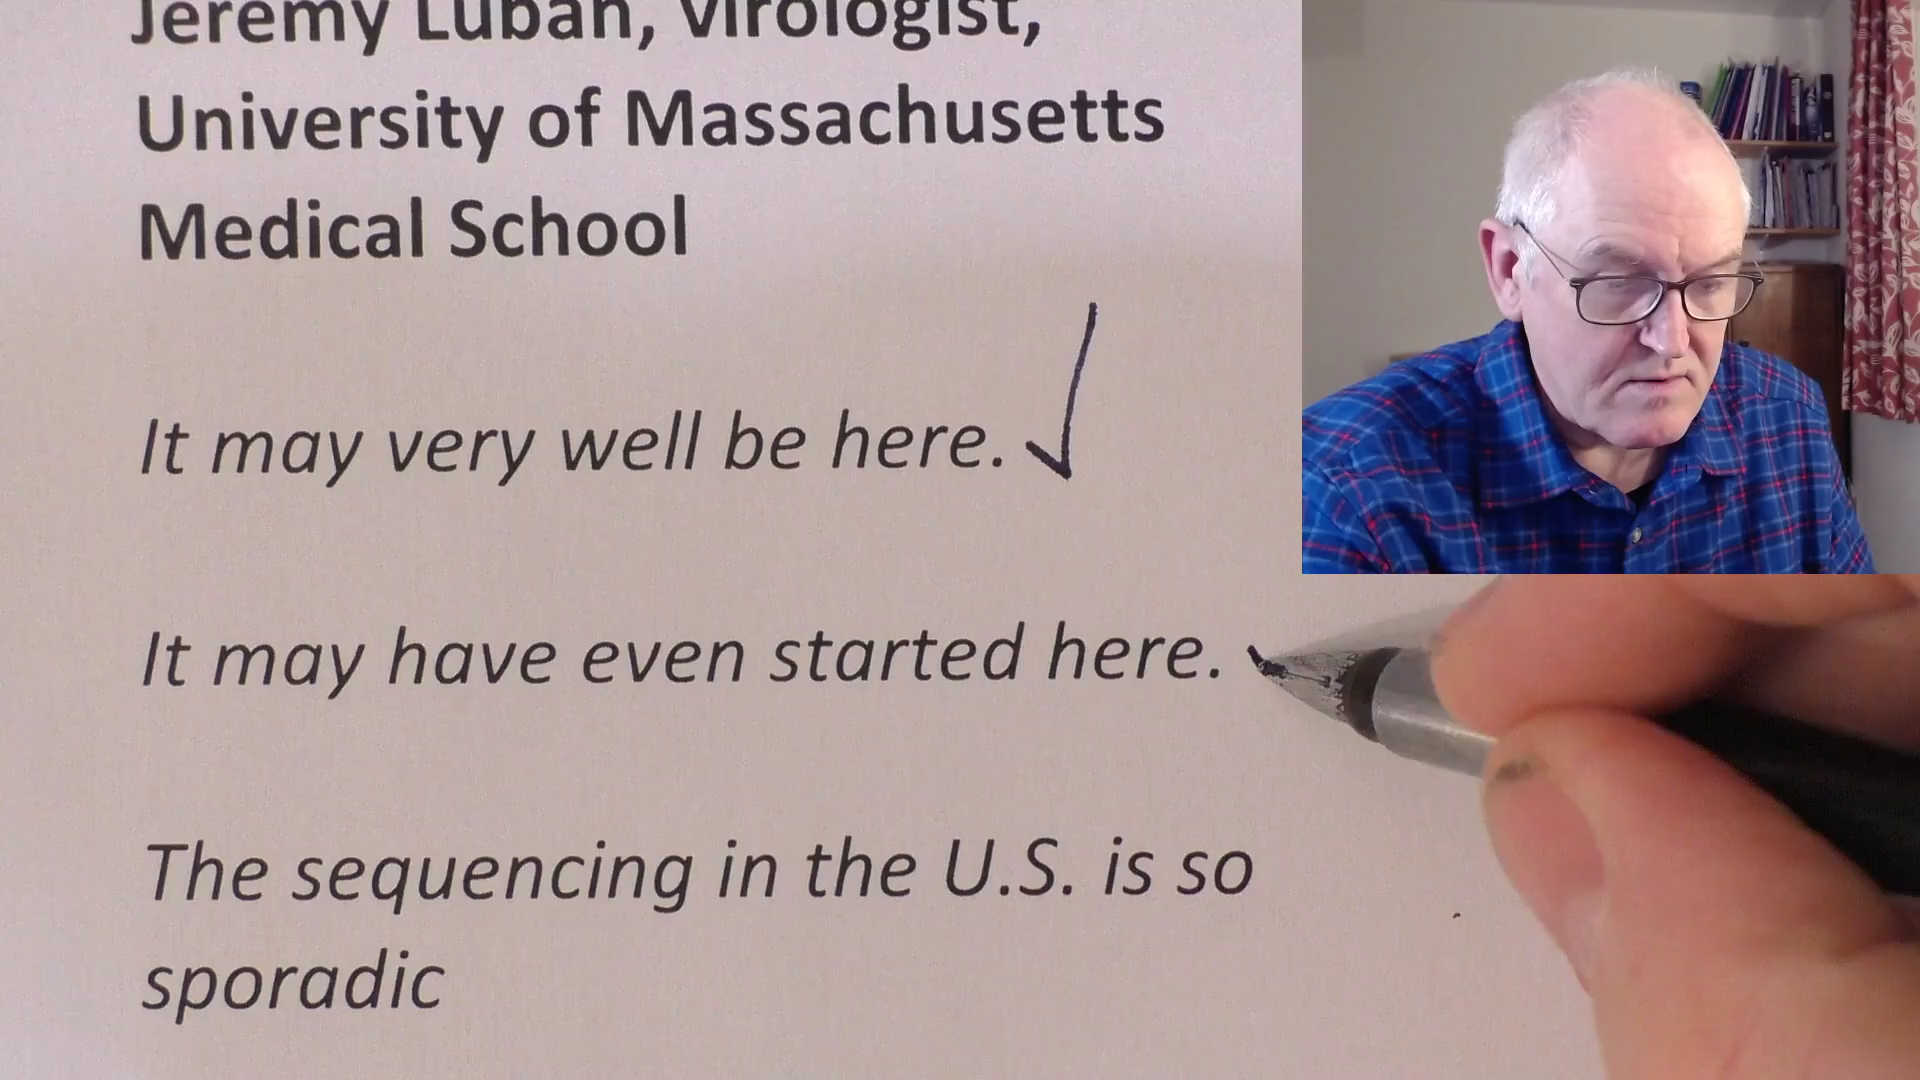 Jeremy Luban, virologist,
University of Massachusetts
Medical School
It may very well be here.
It may have even started here.
The sequencing in the U.S. is so
sporadic